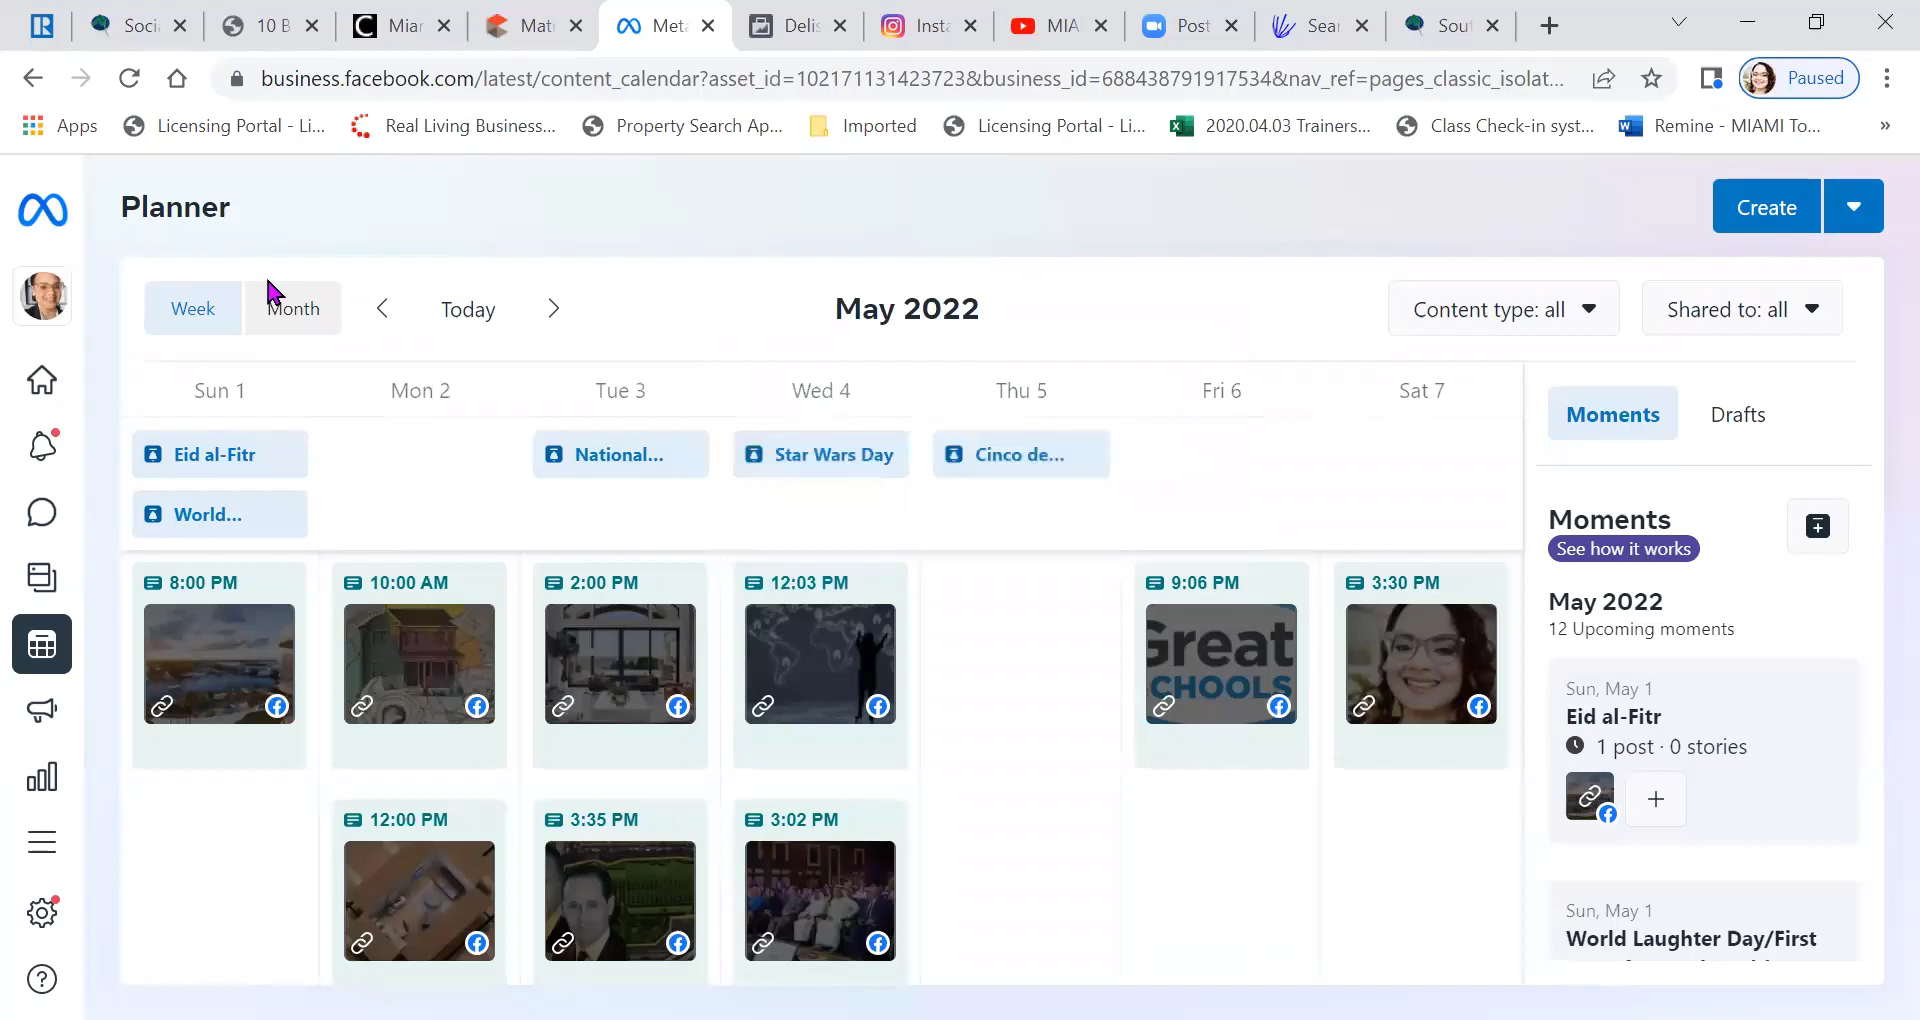 Soci
10 B
Miar
Mat
Meta
Delis
Insta
MIA
Post
Sear
Sout
business.facebook.com/latest/content_calendar?asset_id=102171131423723&business_id=688438791917534&nav_ref=pages_classic_isolat...
Paused
Apps
Licensing Portal - Li...
Real Living Business...
Property Search Ap...
Imported
Licensing Portal - Li...
2020.04.03 Trainers...
Class Check-in syst...
Remine - MIAMI To...
»
Planner
Create
Week
Month
Today
May 2022
Content type: all
Shared to: all
Sun 1
Mon 2
Tue 3
Wed 4
Thu 5
Fri 6
Sat 7
Moments
Drafts
Eid al-Fitr
National...
Star Wars Day
Cinco de...
World...
Moments
See how it works
8:00 PM
10:00 AM
2:00 PM
12:03 PM
9:06 PM
3:30 PM
Great
CHOOLS
May 2022
12 Upcoming moments
Sun, May 1
Eid al-Fitr
1 post · 0 stories
12:00 PM
3:35 PM
3:02 PM
Sun, May 1
World Laughter Day/First